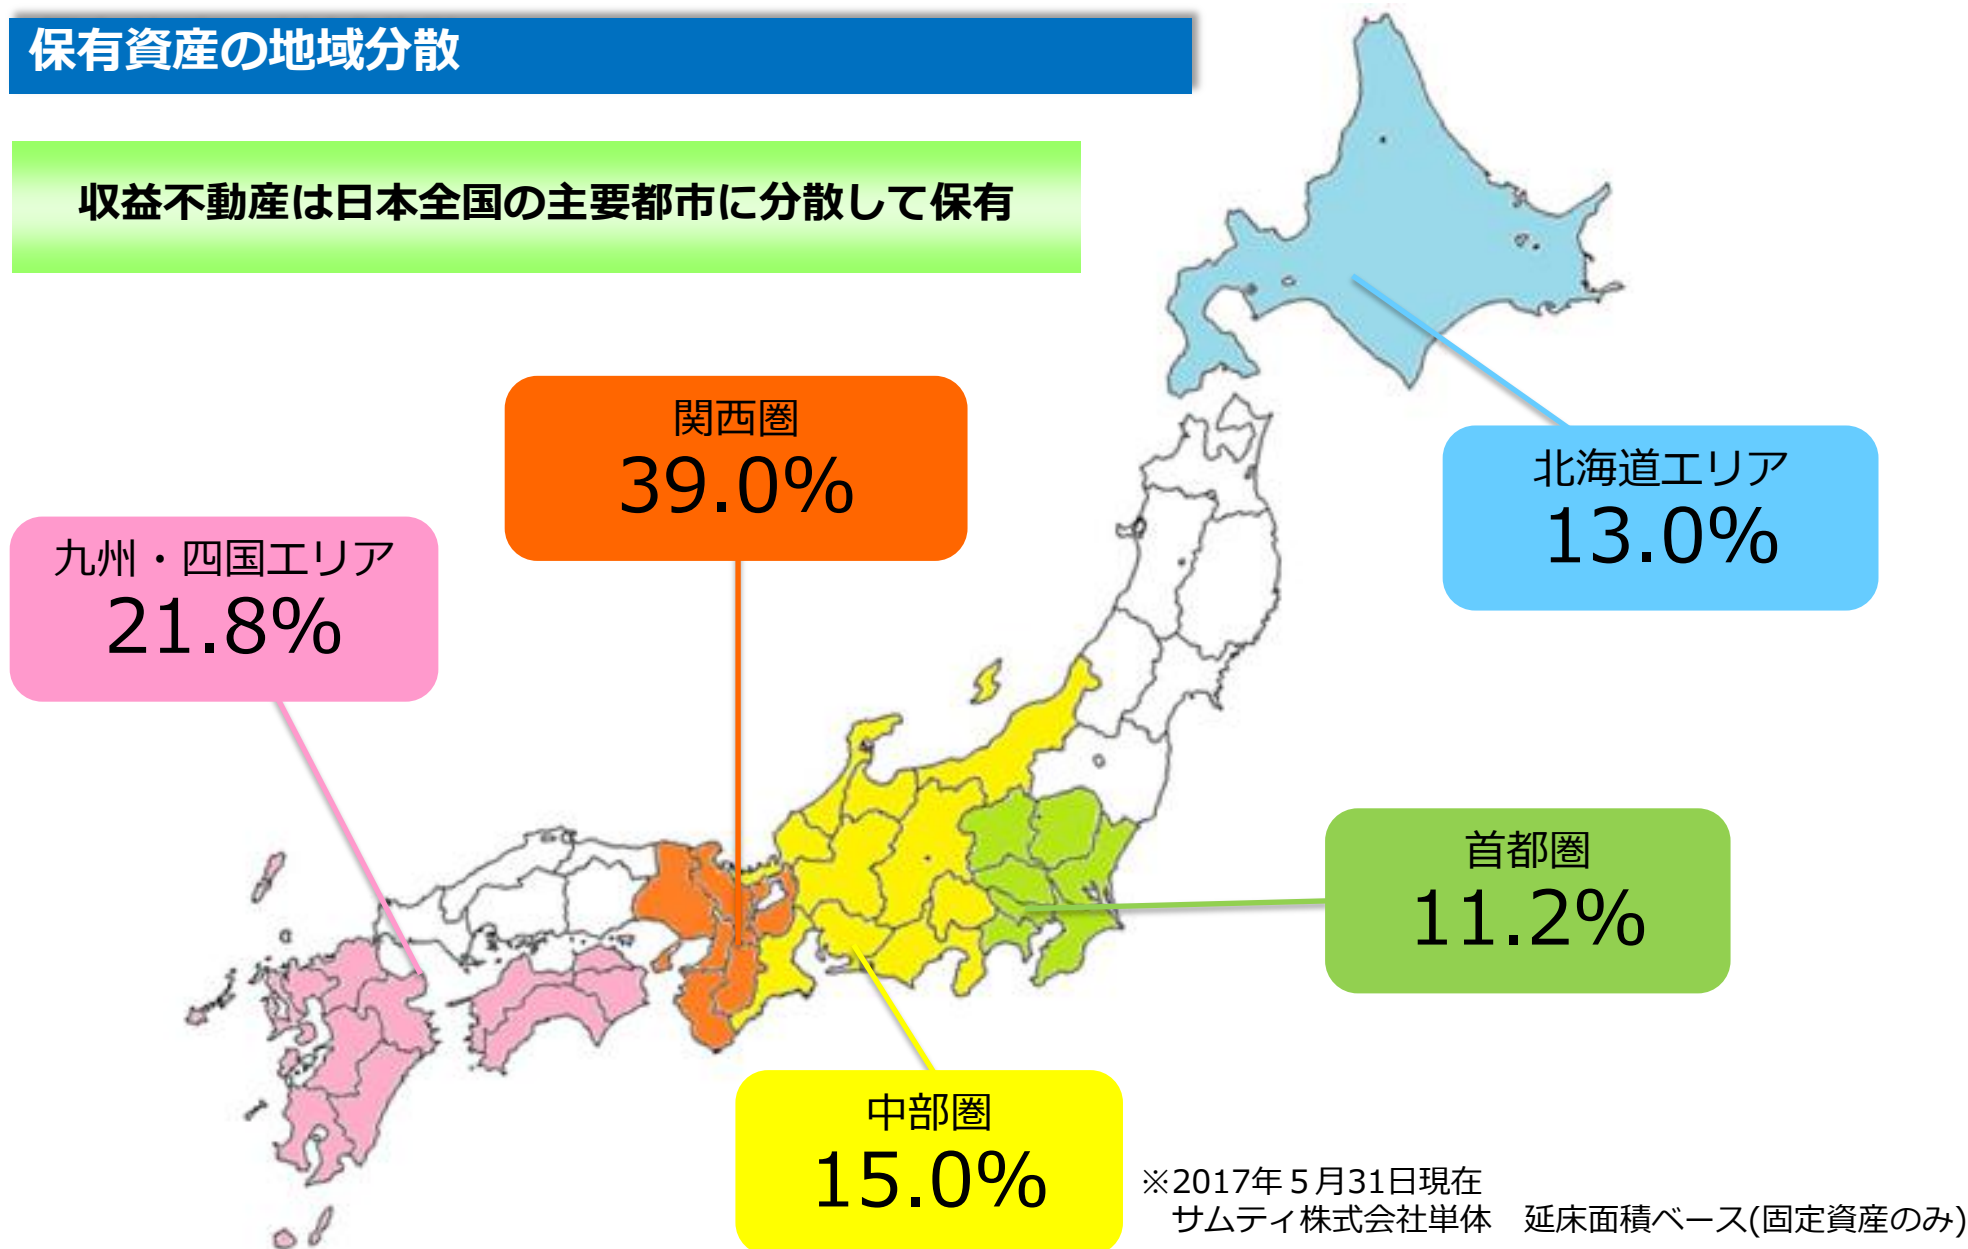 保有資産の地域分散
収益不動産は日本全国の主要都市に分散して保有
関西圏
39.0%
北海道エリア
13.0%
九州・四国エリア
21.8%
首都圏
11.2%
中部圏
15.0%
※2017年５月31日現在
サムティ株式会社単体　延床面積ベース(固定資産のみ)